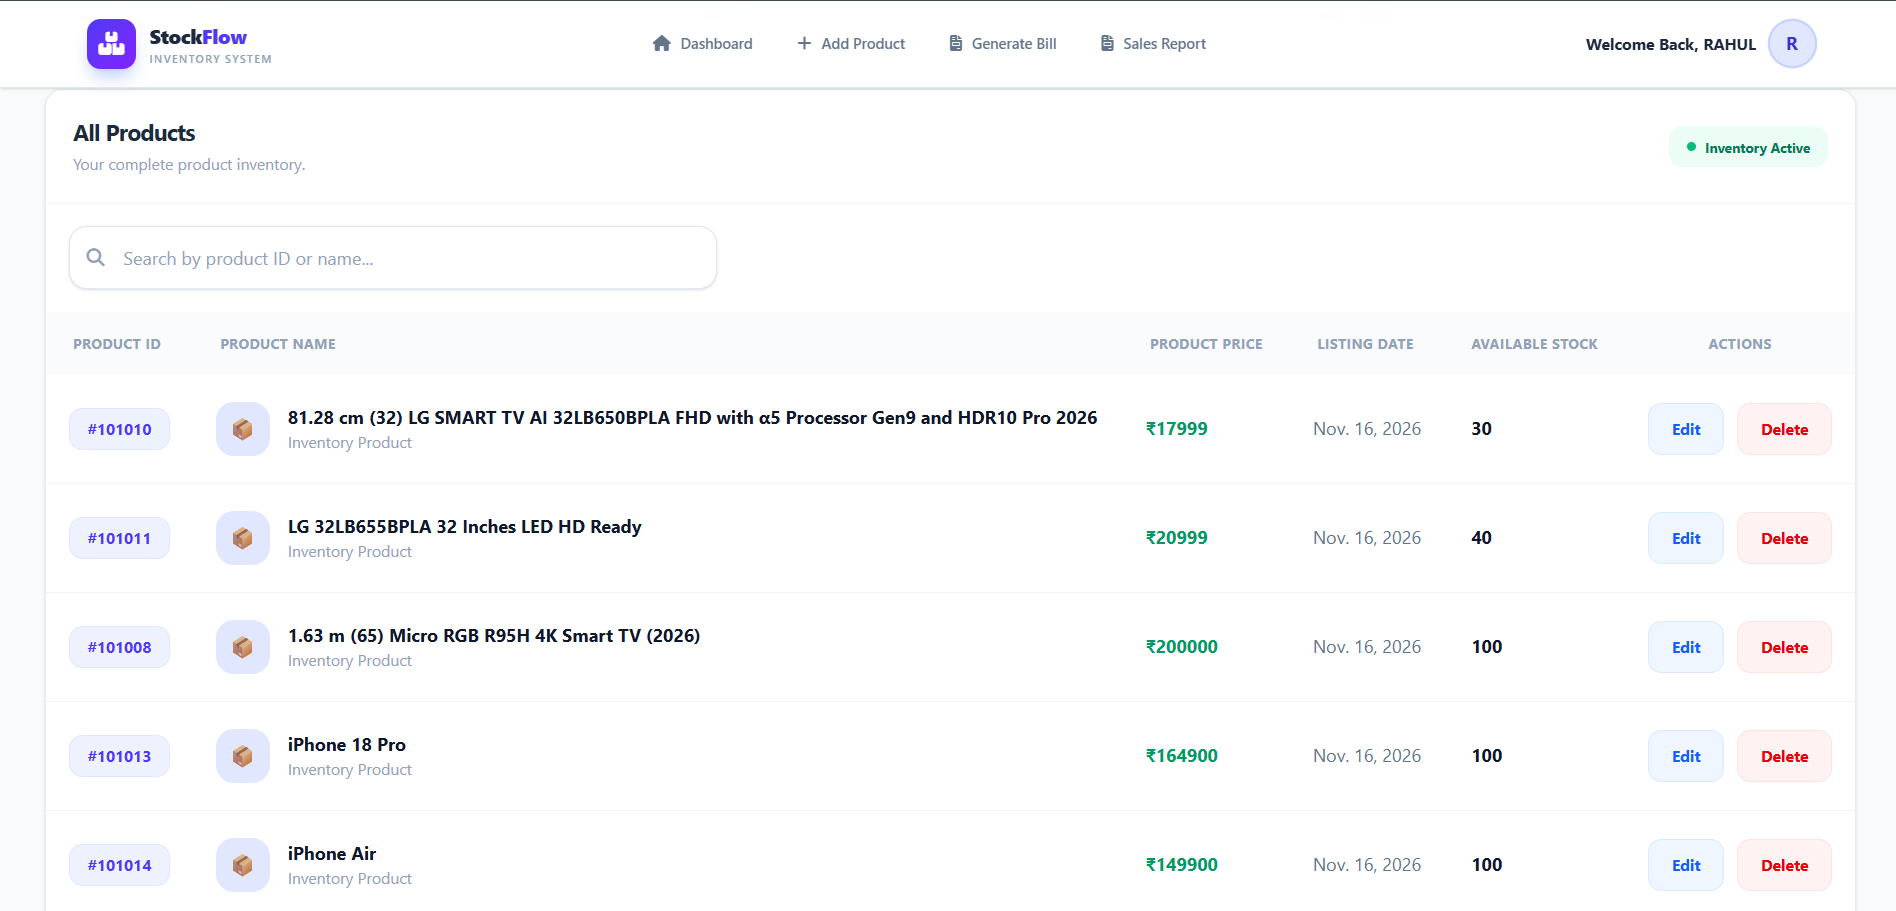 StockFlow
INVENTORY SYSTEM
Dashboard
Add Product
Generate Bill
Sales Report
Welcome Back, RAHUL
R
All Products
Your complete product inventory.
Inventory Active
Search by product ID or name...
PRODUCT ID PRODUCT NAME PRODUCT PRICE LISTING DATE AVAILABLE STOCK ACTIONS
#101010 81.28 cm (32) LG SMART TV AI 32LB650BPLA FHD with α5 Processor Gen9 and HDR10 Pro 2026 ₹17999 Nov. 16, 2026 30 Edit Delete
Inventory Product
#101011 LG 32LB655BPLA 32 Inches LED HD Ready ₹20999 Nov. 16, 2026 40 Edit Delete
Inventory Product
#101008 1.63 m (65) Micro RGB R95H 4K Smart TV (2026) ₹200000 Nov. 16, 2026 100 Edit Delete
Inventory Product
#101013 iPhone 18 Pro ₹164900 Nov. 16, 2026 100 Edit Delete
Inventory Product
#101014 iPhone Air ₹149900 Nov. 16, 2026 100 Edit Delete
Inventory Product